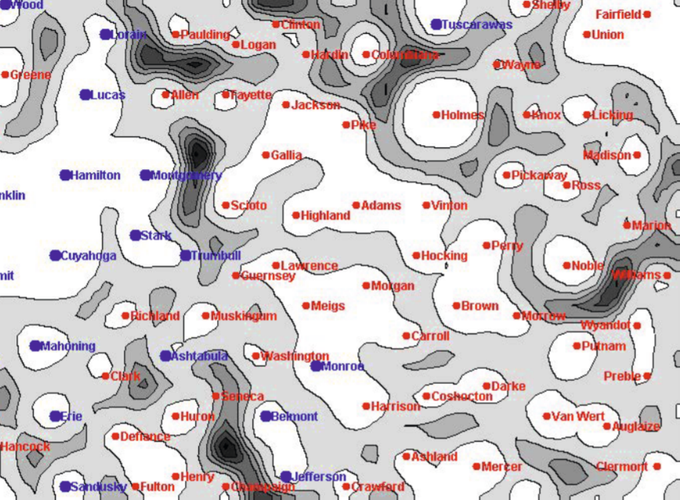 Wood
Shelby
Fairfield
Clinton
Tuscarawas
Lorain
Paulding
Union
Logan
Hardin
Columbiana
Wayne
Greene
Lucas
Allen
Fayette
Jackson
Holmes
Knox
Licking
Pike
Gallia
Madison
Hamilton
Montgomery
Pickaway
Ross
nklin
Scioto
Adams
Vinton
Highland
Marion
Stark
Perry
Cuyahoga
Trumbull
Hocking
Lawrence
Noble
mit
Guernsey
Williams
Morgan
Meigs
Brown
Richland
Muskingum
Morrow
Wyandot
Carroll
Mahoning
Putnam
Ashtabula
Washington
Monroe
Clark
Preble
Darke
Seneca
Coshocton
Harrison
Erie
Huron
Belmont
Van Wert
Auglaize
Defiance
Hancock
Ashland
Mercer
Clermont
Henry
Jefferson
Sandusky
Fulton
Champaign
Crawford